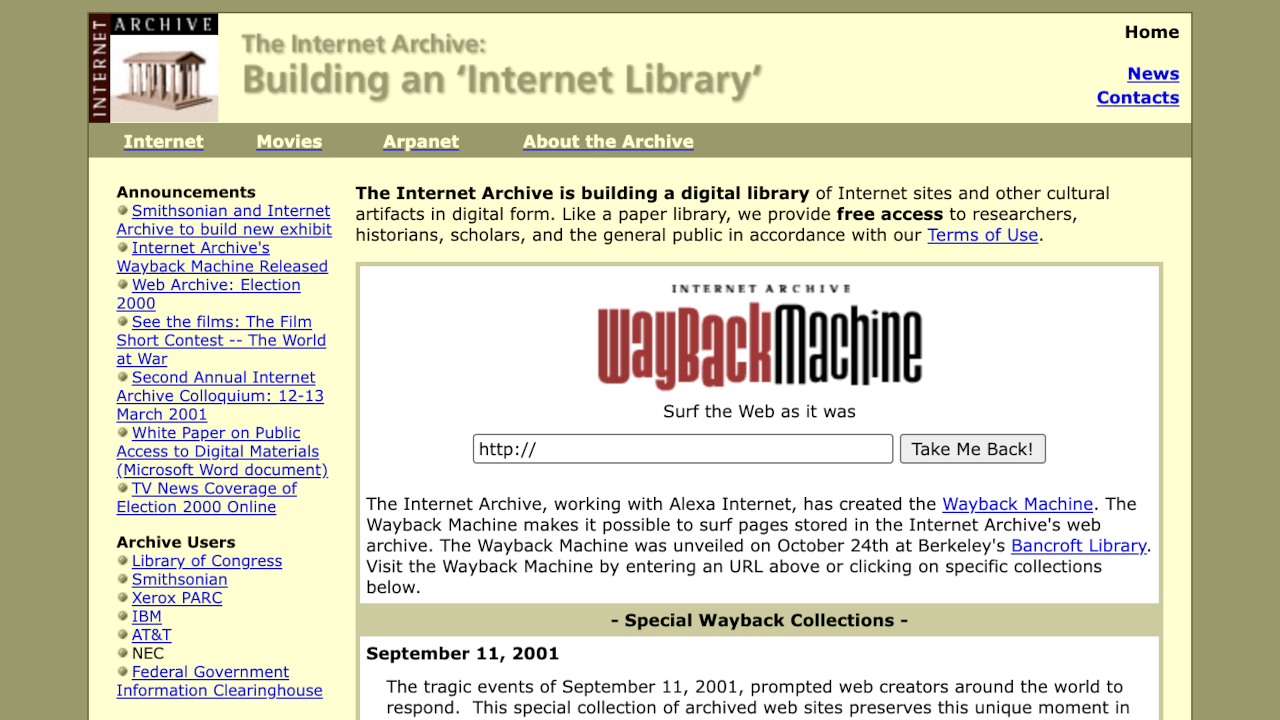 INTERNET
ARCHIVE
The Internet Archive:
Building an ‘Internet Library’
Home
News
Contacts
Internet
Movies
Arpanet
About the Archive
Announcements
Smithsonian and Internet
Archive to build new exhibit
Internet Archive's
Wayback Machine Released
Web Archive: Election
2000
See the films: The Film
Short Contest -- The World
at War
Second Annual Internet
Archive Colloquium: 12-13
March 2001
White Paper on Public
Access to Digital Materials
(Microsoft Word document)
TV News Coverage of
Election 2000 Online
Archive Users
Library of Congress
Smithsonian
Xerox PARC
IBM
AT&T
NEC
Federal Government
Information Clearinghouse
The Internet Archive is building a digital library of Internet sites and other cultural
artifacts in digital form. Like a paper library, we provide free access to researchers,
historians, scholars, and the general public in accordance with our Terms of Use.
INTERNET ARCHIVE
WayBackMachine
Surf the Web as it was
http://
Take Me Back!
The Internet Archive, working with Alexa Internet, has created the Wayback Machine. The
Wayback Machine makes it possible to surf pages stored in the Internet Archive's web
archive. The Wayback Machine was unveiled on October 24th at Berkeley's Bancroft Library.
Visit the Wayback Machine by entering an URL above or clicking on specific collections
below.
- Special Wayback Collections -
September 11, 2001
The tragic events of September 11, 2001, prompted web creators around the world to
respond.  This special collection of archived web sites preserves this unique moment in